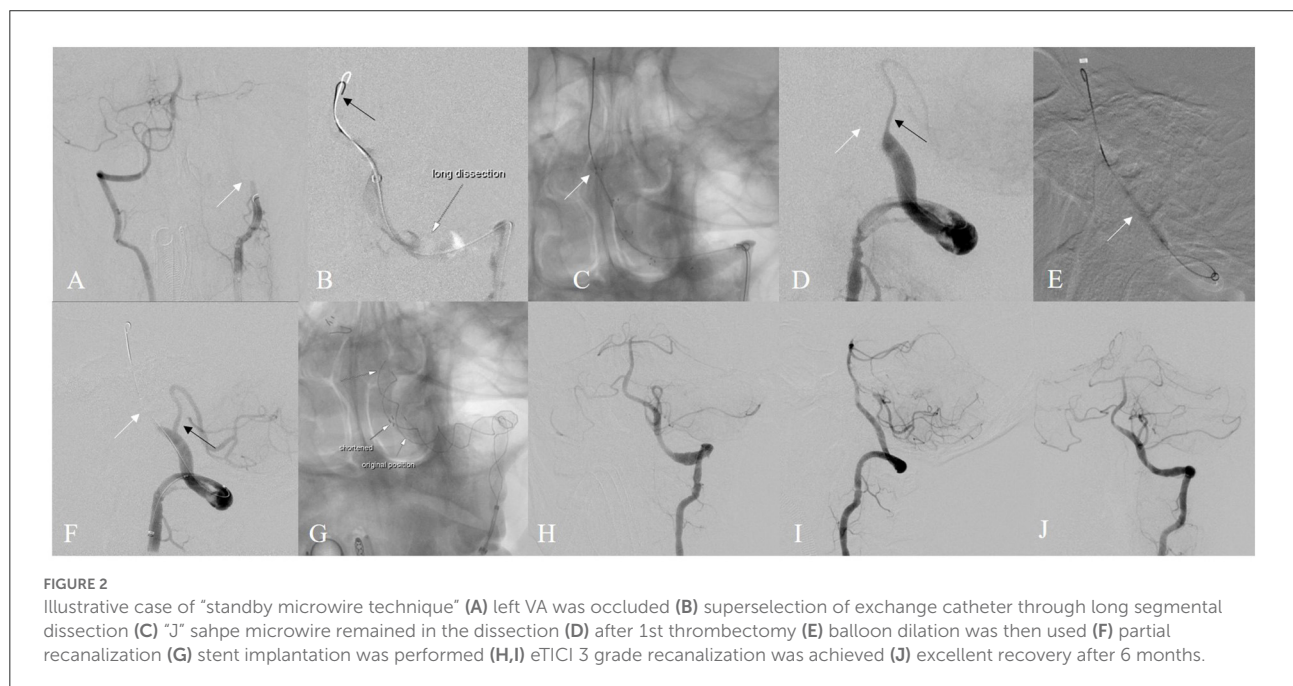 A
B
long dissection
C
D
E
F
G
shortened
original position
H
I
J
FIGURE 2
Illustrative case of “standby microwire technique” (A) left VA was occluded (B) superselection of exchange catheter through long segmental
dissection (C) “J” sahpe microwire remained in the dissection (D) after 1st thrombectomy (E) balloon dilation was then used (F) partial
recanalization (G) stent implantation was performed (H,I) eTICI 3 grade recanalization was achieved (J) excellent recovery after 6 months.